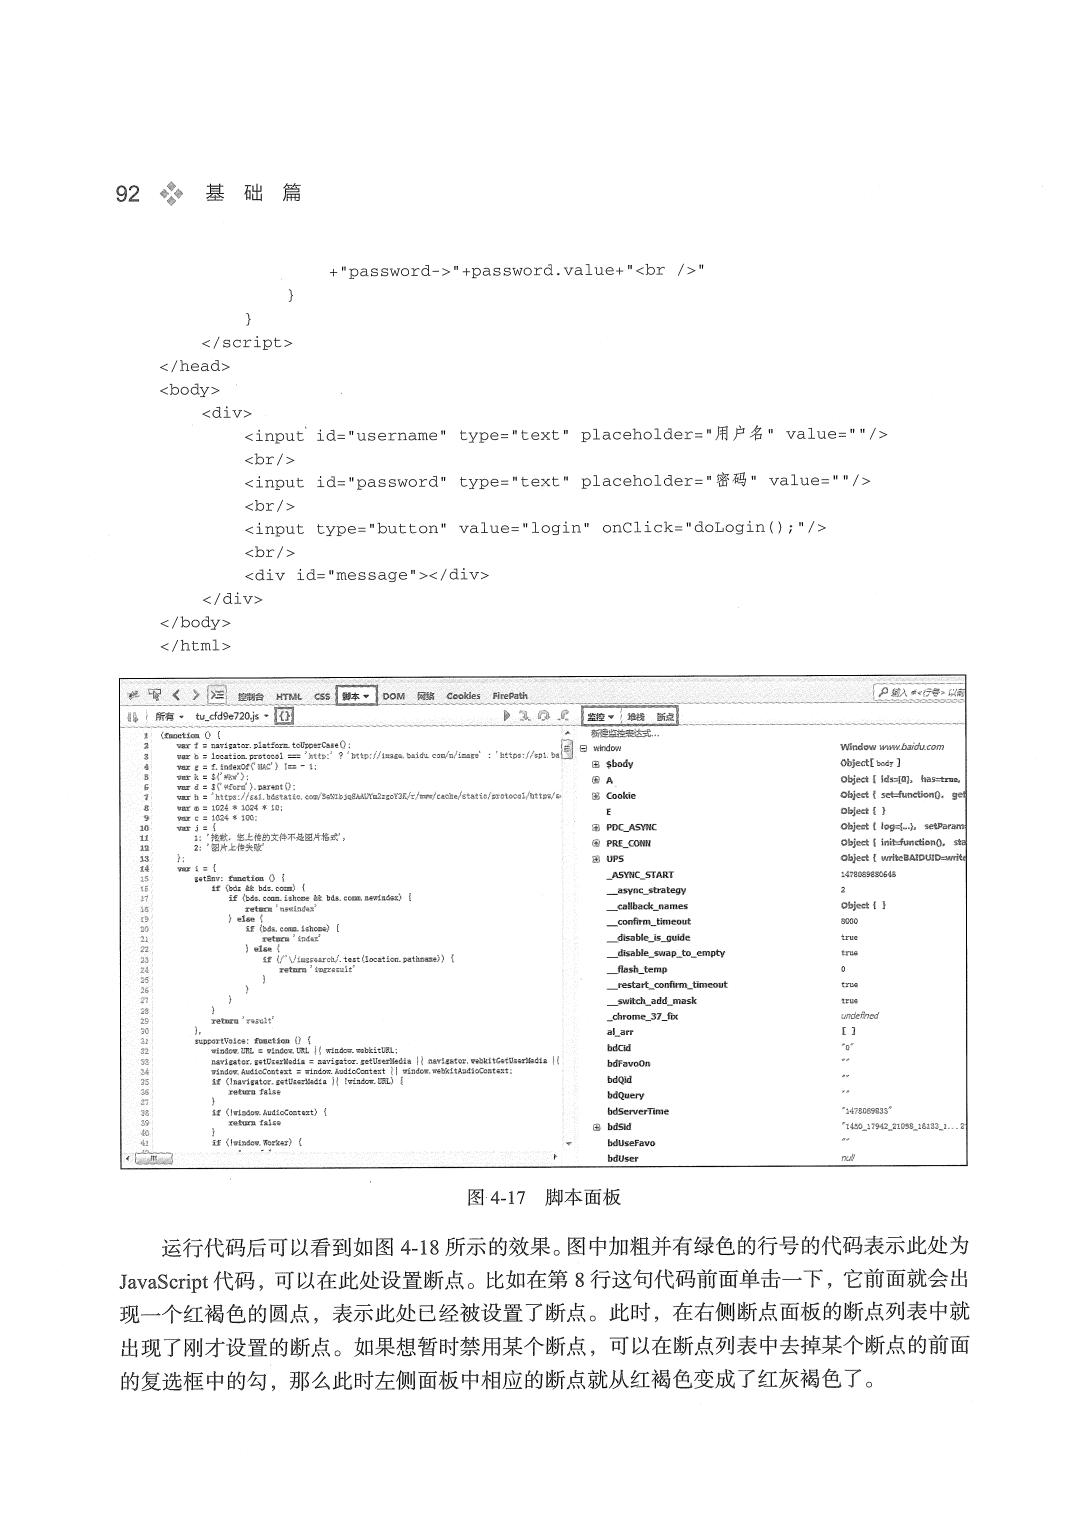 92 基 础 篇
+"password->"+password.value+"<br />"
}
}
</script>
</head>
<body>
<div>
<input id="username" type="text" placeholder="用户名" value=""/>
<br/>
<input id="password" type="text" placeholder="密码" value=""/>
<br/>
<input type="button" value="login" onClick="doLogin();"/>
<br/>
<div id="message"></div>
</div>
</body>
</html>
控制台 HTML CSS 脚本 DOM 网络 Cookies FirePath
所有 tu_cfd9e720.js {} 监控 堆栈 断点
1 (function () {
2 var f = navigator.platform.toUpperCase();
3 var b = location.protocol === 'http:' ? 'http://image.baidu.com/n/image' : 'https://sp1.ba
4 var g = f.indexOf('MAC') !== - 1;
5 var k = $('#kw');
6 var d = $('#form').parent();
8 var m = 1024 * 1024 * 10;
9 var c = 1024 * 100;
10 var j = {
11 1: '抱歉，您上传的文件不是图片格式',
12 2: '图片上传失败'
13 };
14 var i = {
15 getEnv: function () {
16 if (bds && bds.comm) {
17 if (bds.comm.ishome && bds.comm.newindex) {
18 return 'newindex'
19 } else {
20 if (bds.comm.ishome) {
21 return 'index'
22 } else {
23 if (/^\/imgsearch/.test(location.pathname)) {
24 return 'imgresult'
25 }
26 }
27 }
28 }
29 return 'result'
30 },
31 supportVoice: function () {
32 window.URL = window.URL || window.webkitURL;
33 navigator.getUserMedia = navigator.getUserMedia || navigator.webkitGetUserMedia ||
34 window.AudioContext = window.AudioContext || window.webkitAudioContext;
35 if (!navigator.getUserMedia || !window.URL) {
36 return false
37 }
38 if (!window.AudioContext) {
39 return false
40 }
41 if (!window.Worker) {
新建监控表达式...
window Window www.baidu.com
$body Object[ body ]
A Object { ids=[0], has=true,
Cookie Object { set=function(), get
E Object { }
PDC_ASYNC Object { log={...}, setParam=
PRE_CONN Object { init=function(), sta
UPS Object { writeBAIDUID=write
_ASYNC_START 1478089880648
__async_strategy 2
__callback_names Object { }
__confirm_timeout 8000
__disable_is_guide true
__disable_swap_to_empty true
__flash_temp 0
__restart_confirm_timeout true
__switch_add_mask true
_chrome_37_fix undefined
al_arr [ ]
bdCid "0"
bdFavoOn ""
bdQid ""
bdQuery ""
bdServerTime "1478089833"
bdSid
bdUseFavo ""
bdUser null
图 4-17 脚本面板
运行代码后可以看到如图 4-18 所示的效果。图中加粗并有绿色的行号的代码表示此处为
JavaScript 代码，可以在此处设置断点。比如在第 8 行这句代码前面单击一下，它前面就会出
现一个红褐色的圆点，表示此处已经被设置了断点。此时，在右侧断点面板的断点列表中就
出现了刚才设置的断点。如果想暂时禁用某个断点，可以在断点列表中去掉某个断点的前面
的复选框中的勾，那么此时左侧面板中相应的断点就从红褐色变成了红灰褐色了。